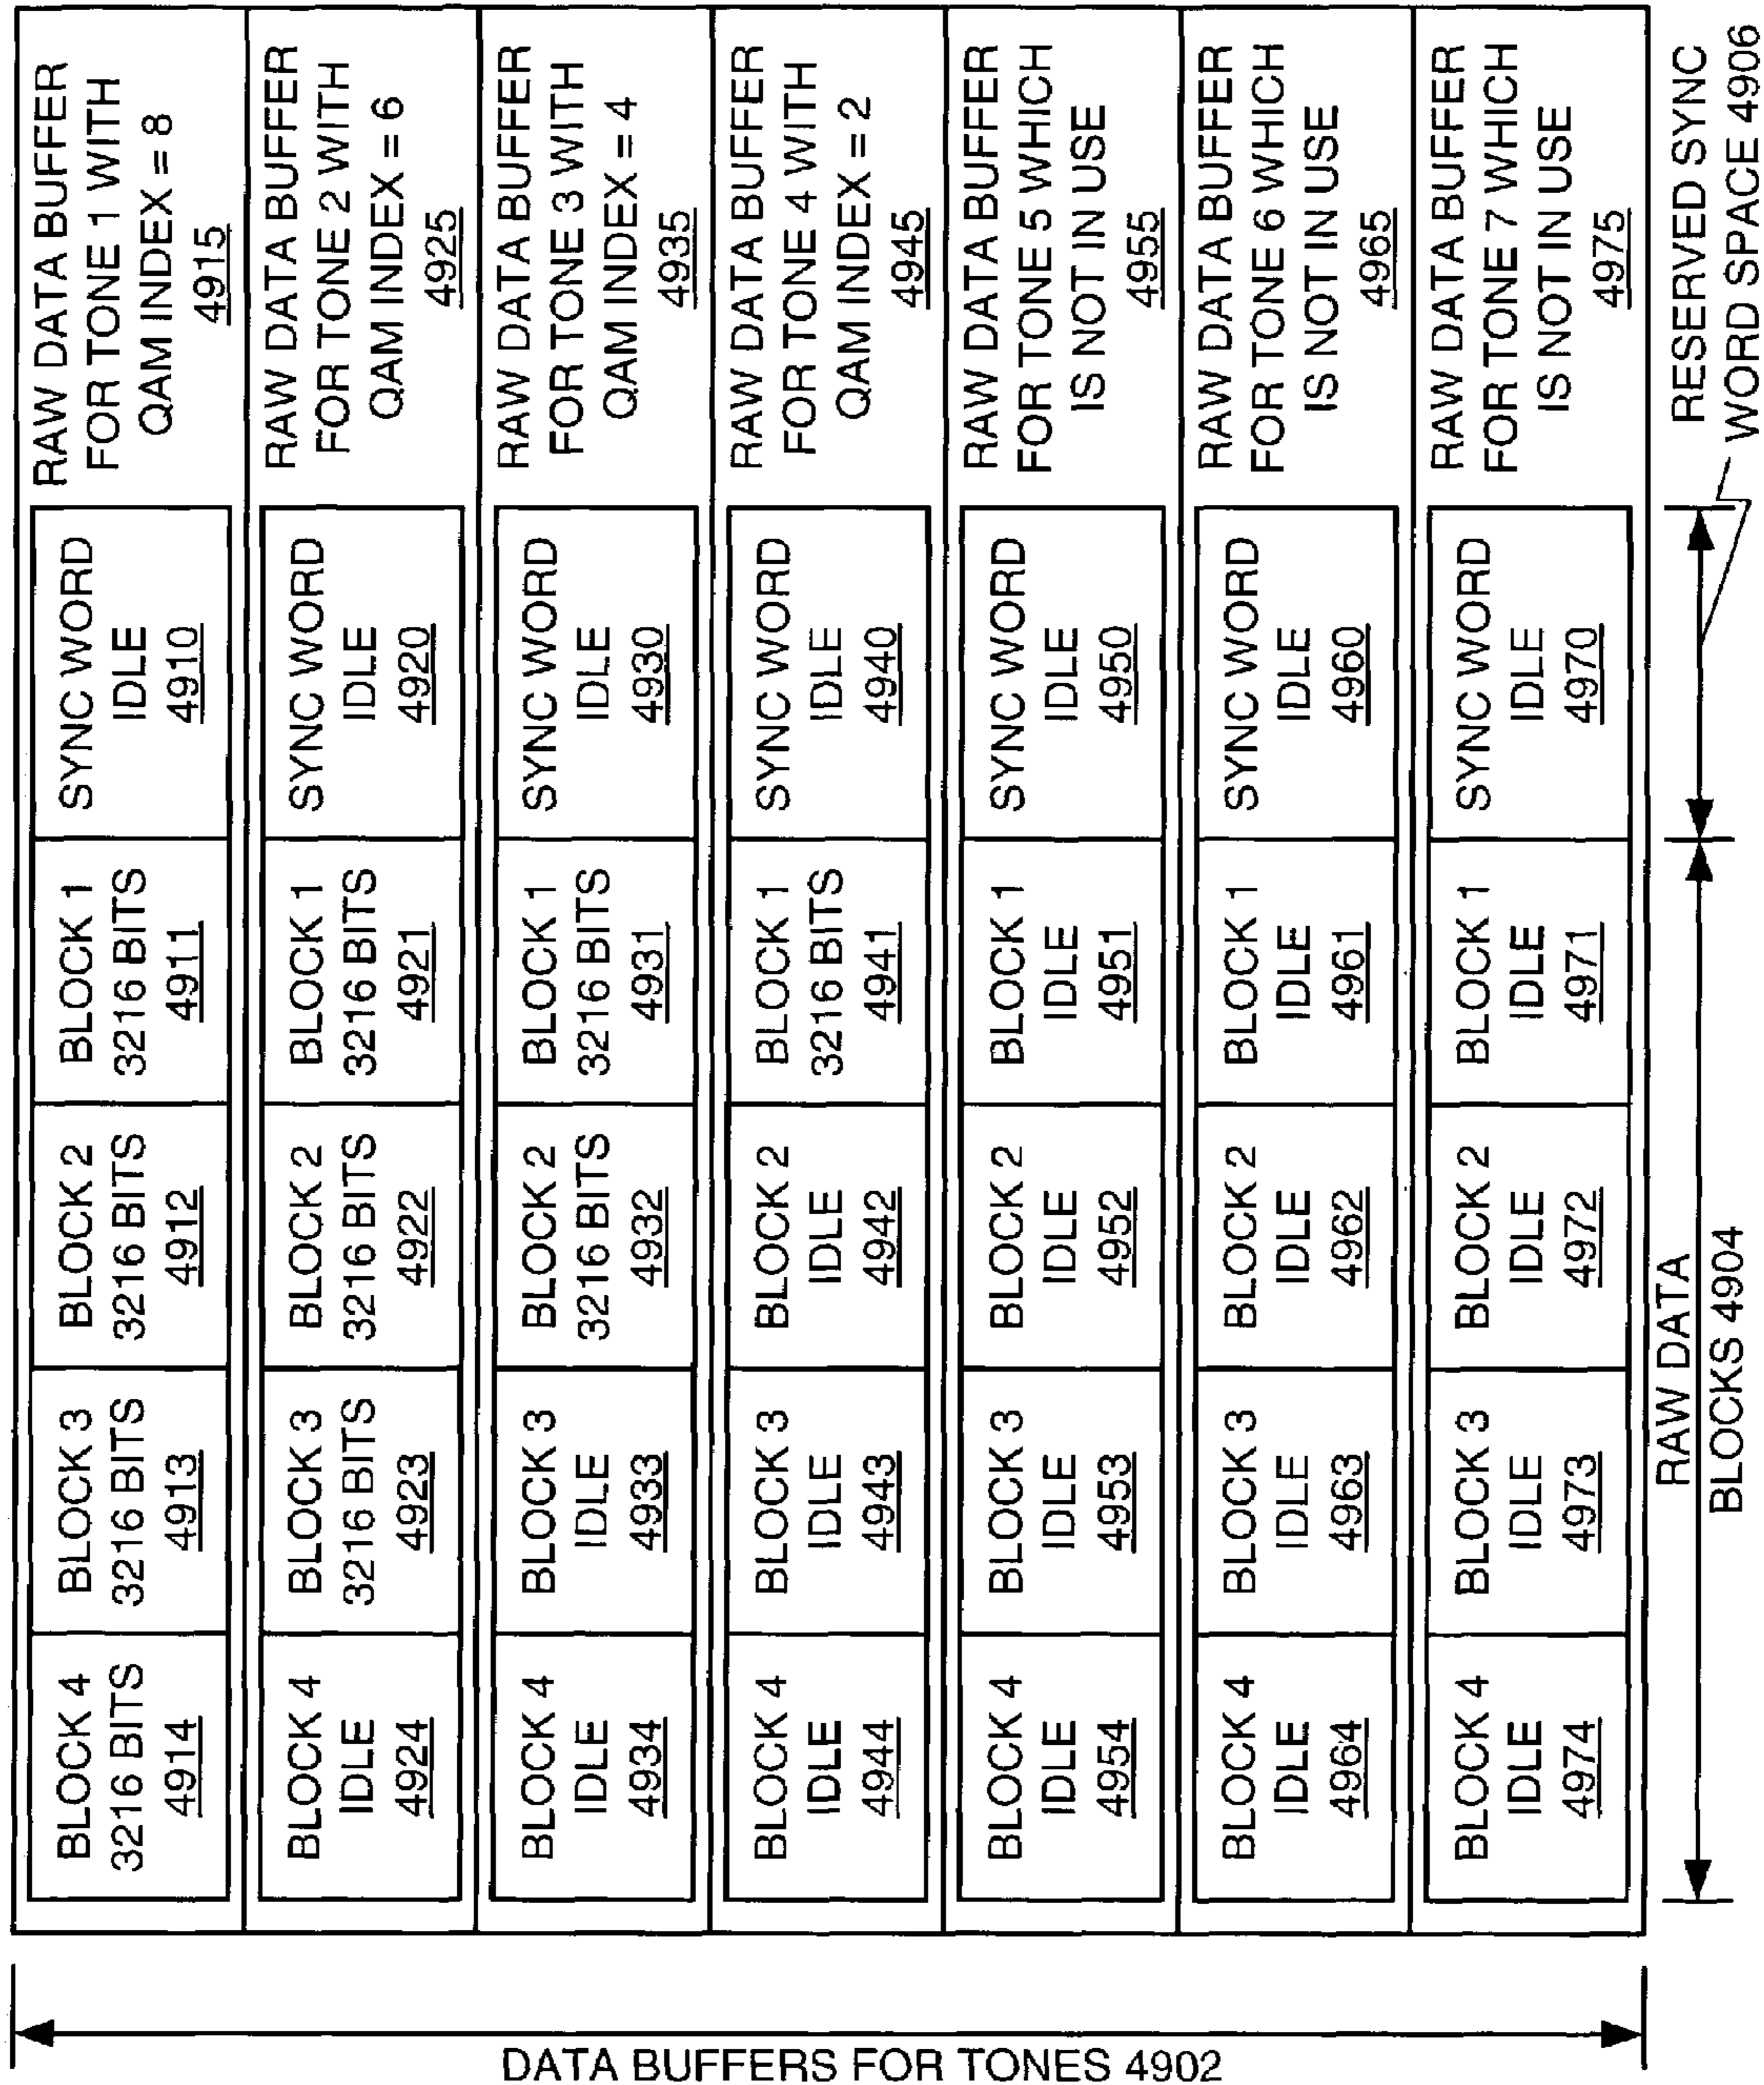 BLOCK 4
3216 BITS
4914
BLOCK 3
3216 BITS
4913
BLOCK 2
3216 BITS
4912
BLOCK 1
3216 BITS
4911
SYNC WORD
IDLE
4910
RAW DATA BUFFER
FOR TONE 1 WITH
QAM INDEX = 8
4915
BLOCK 4
IDLE
4924
BLOCK 3
3216 BITS
4923
BLOCK 2
3216 BITS
4922
BLOCK 1
3216 BITS
4921
SYNC WORD
IDLE
4920
RAW DATA BUFFER
FOR TONE 2 WITH
QAM INDEX = 6
4925
BLOCK 4
IDLE
4934
BLOCK 3
IDLE
4933
BLOCK 2
3216 BITS
4932
BLOCK 1
3216 BITS
4931
SYNC WORD
IDLE
4930
RAW DATA BUFFER
FOR TONE 3 WITH
QAM INDEX = 4
4935
BLOCK 4
IDLE
4944
BLOCK 3
IDLE
4943
BLOCK 2
IDLE
4942
BLOCK 1
3216 BITS
4941
SYNC WORD
IDLE
4940
RAW DATA BUFFER
FOR TONE 4 WITH
QAM INDEX = 2
4945
BLOCK 4
IDLE
4954
BLOCK 3
IDLE
4953
BLOCK 2
IDLE
4952
BLOCK 1
IDLE
4951
SYNC WORD
IDLE
4950
RAW DATA BUFFER
FOR TONE 5 WHICH
IS NOT IN USE
4955
BLOCK 4
IDLE
4964
BLOCK 3
IDLE
4963
BLOCK 2
IDLE
4962
BLOCK 1
IDLE
4961
SYNC WORD
IDLE
4960
RAW DATA BUFFER
FOR TONE 6 WHICH
IS NOT IN USE
4965
BLOCK 4
IDLE
4974
BLOCK 3
IDLE
4973
BLOCK 2
IDLE
4972
BLOCK 1
IDLE
4971
SYNC WORD
IDLE
4970
RAW DATA BUFFER
FOR TONE 7 WHICH
IS NOT IN USE
4975
RAW DATA
BLOCKS 4904
RESERVED SYNC
WORD SPACE 4906
DATA BUFFERS FOR TONES 4902